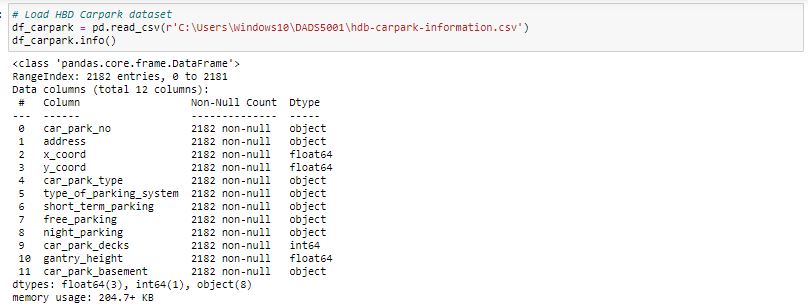 :
# Load HBD Carpark dataset
df_carpark = pd.read_csv(r'C:\Users\Windows10\DADS5001\hdb-carpark-information.csv')
df_carpark.info()
<class 'pandas.core.frame.DataFrame'>
RangeIndex: 2182 entries, 0 to 2181
Data columns (total 12 columns):
 #   Column                  Non-Null Count  Dtype
---  ------                  --------------  -----
 0   car_park_no             2182 non-null   object
 1   address                 2182 non-null   object
 2   x_coord                 2182 non-null   float64
 3   y_coord                 2182 non-null   float64
 4   car_park_type           2182 non-null   object
 5   type_of_parking_system  2182 non-null   object
 6   short_term_parking      2182 non-null   object
 7   free_parking            2182 non-null   object
 8   night_parking           2182 non-null   object
 9   car_park_decks          2182 non-null   int64
 10  gantry_height           2182 non-null   float64
 11  car_park_basement       2182 non-null   object
dtypes: float64(3), int64(1), object(8)
memory usage: 204.7+ KB